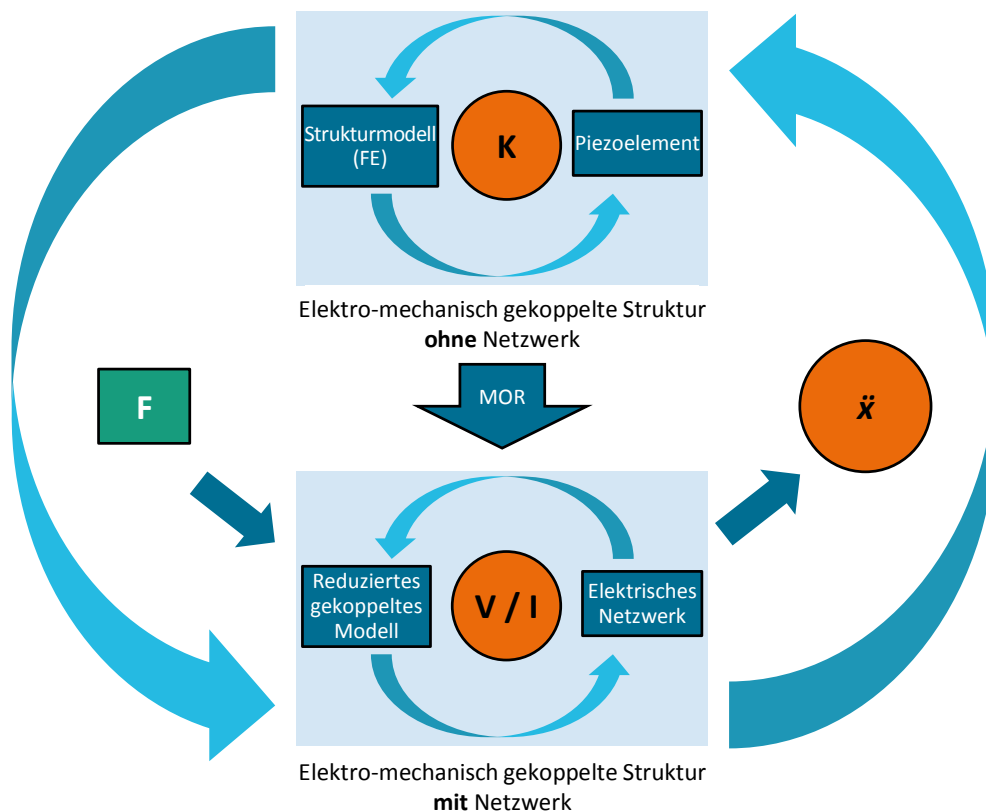 Strukturmodell
(FE)
K
Piezoelement
Elektro-mechanisch gekoppelte Struktur
ohne Netzwerk
MOR
F
ẍ
Reduziertes
gekoppeltes
Modell
V / I
Elektrisches
Netzwerk
Elektro-mechanisch gekoppelte Struktur
mit Netzwerk